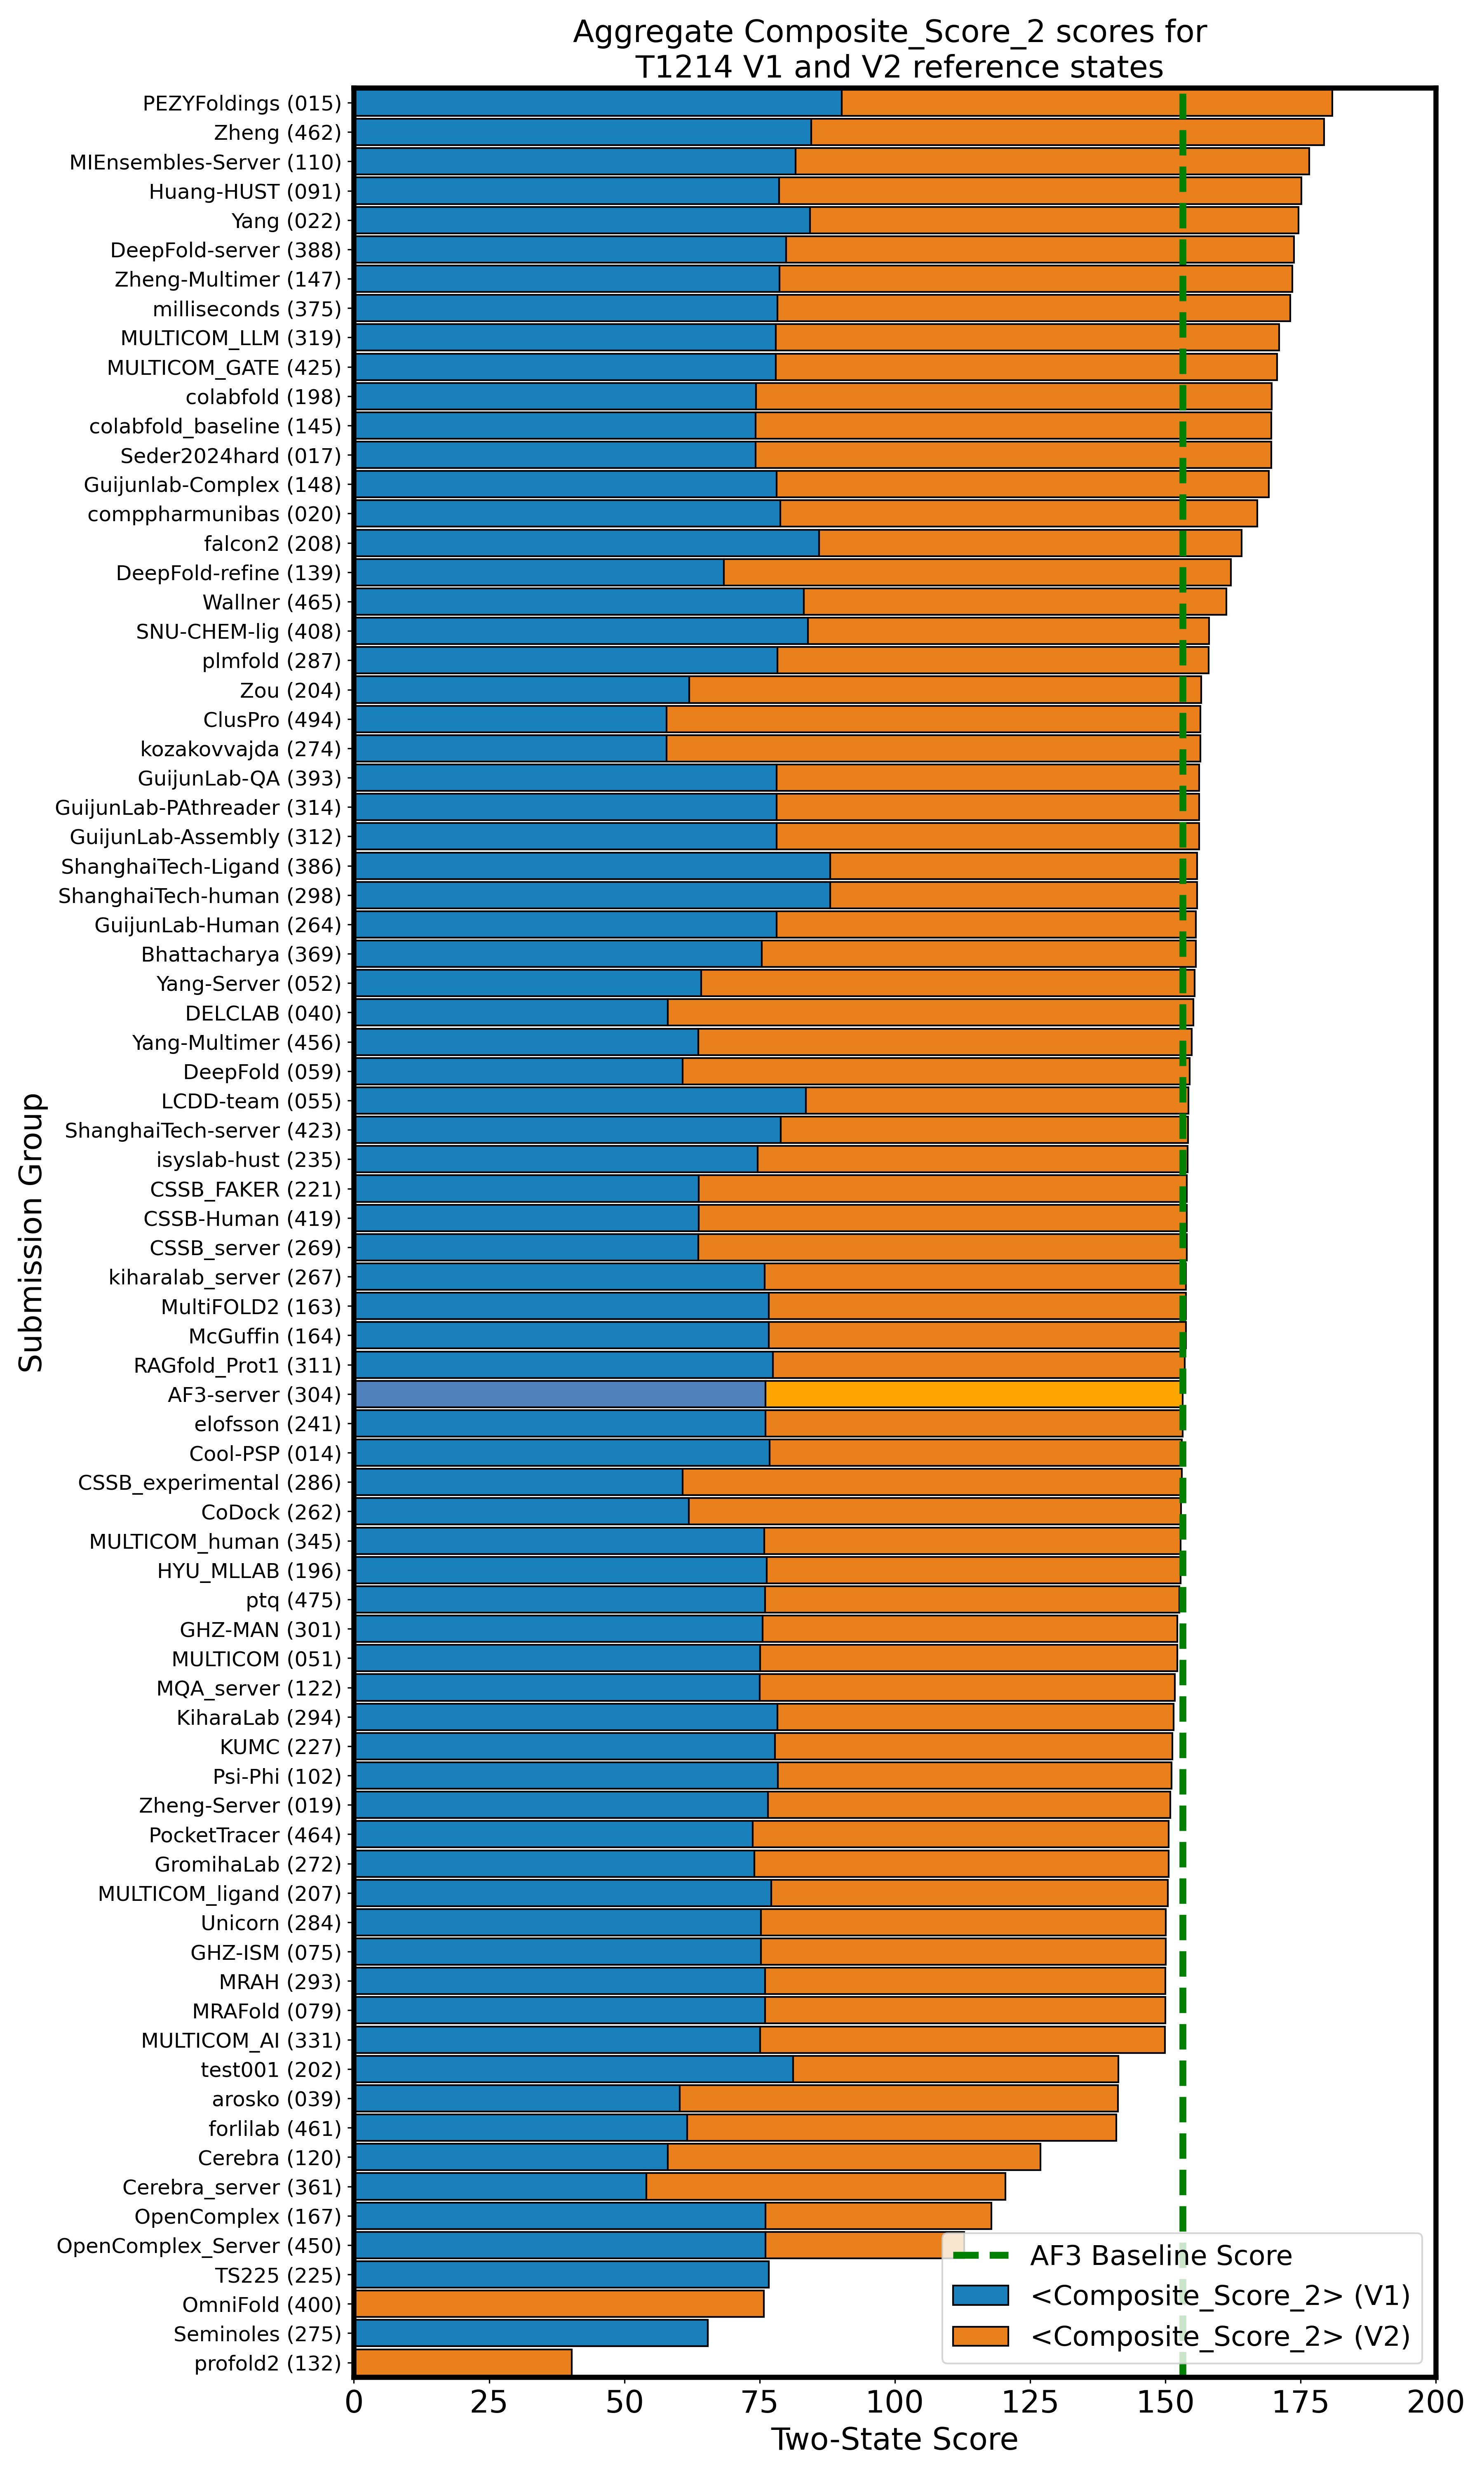 Aggregate Composite_Score_2 scores for
T1214 V1 and V2 reference states
PEZYFoldings (015)
Zheng (462)
MIEnsembles-Server (110)
Huang-HUST (091)
Yang (022)
DeepFold-server (388)
Zheng-Multimer (147)
milliseconds (375)
MULTICOM_LLM (319)
MULTICOM_GATE (425)
colabfold (198)
colabfold_baseline (145)
Seder2024hard (017)
Guijunlab-Complex (148)
comppharmunibas (020)
falcon2 (208)
DeepFold-refine (139)
Wallner (465)
SNU-CHEM-lig (408)
plmfold (287)
Zou (204)
ClusPro (494)
kozakovvajda (274)
GuijunLab-QA (393)
GuijunLab-PAthreader (314)
GuijunLab-Assembly (312)
ShanghaiTech-Ligand (386)
ShanghaiTech-human (298)
GuijunLab-Human (264)
Bhattacharya (369)
Yang-Server (052)
DELCLAB (040)
Yang-Multimer (456)
DeepFold (059)
LCDD-team (055)
ShanghaiTech-server (423)
isyslab-hust (235)
CSSB_FAKER (221)
CSSB-Human (419)
CSSB_server (269)
kiharalab_server (267)
MultiFOLD2 (163)
McGuffin (164)
RAGfold_Prot1 (311)
AF3-server (304)
elofsson (241)
Cool-PSP (014)
CSSB_experimental (286)
CoDock (262)
MULTICOM_human (345)
HYU_MLLAB (196)
ptq (475)
GHZ-MAN (301)
MULTICOM (051)
MQA_server (122)
KiharaLab (294)
KUMC (227)
Psi-Phi (102)
Zheng-Server (019)
PocketTracer (464)
GromihaLab (272)
MULTICOM_ligand (207)
Unicorn (284)
GHZ-ISM (075)
MRAH (293)
MRAFold (079)
MULTICOM_AI (331)
test001 (202)
arosko (039)
forlilab (461)
Cerebra (120)
Cerebra_server (361)
OpenComplex (167)
OpenComplex_Server (450)
TS225 (225)
OmniFold (400)
Seminoles (275)
profold2 (132)
Submission Group
AF3 Baseline Score
<Composite_Score_2> (V1)
<Composite_Score_2> (V2)
0 25 50 75 100 125 150 175 200
Two-State Score